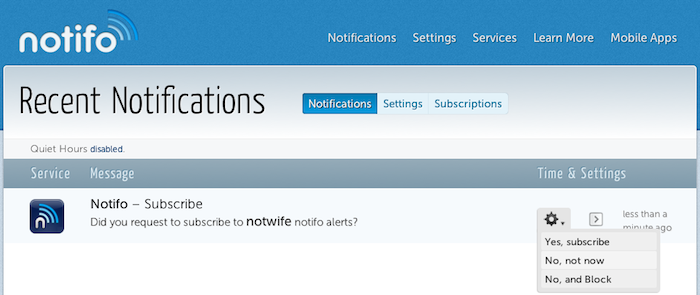 notifo
Notifications Settings Services Learn More Mobile Apps
Recent Notifications
Notifications Settings Subscriptions
Quiet Hours disabled.
Service Message Time & Settings
Notifo – Subscribe
Did you request to subscribe to notwife notifo alerts?
less than a
minute ago
Yes, subscribe
No, not now
No, and Block